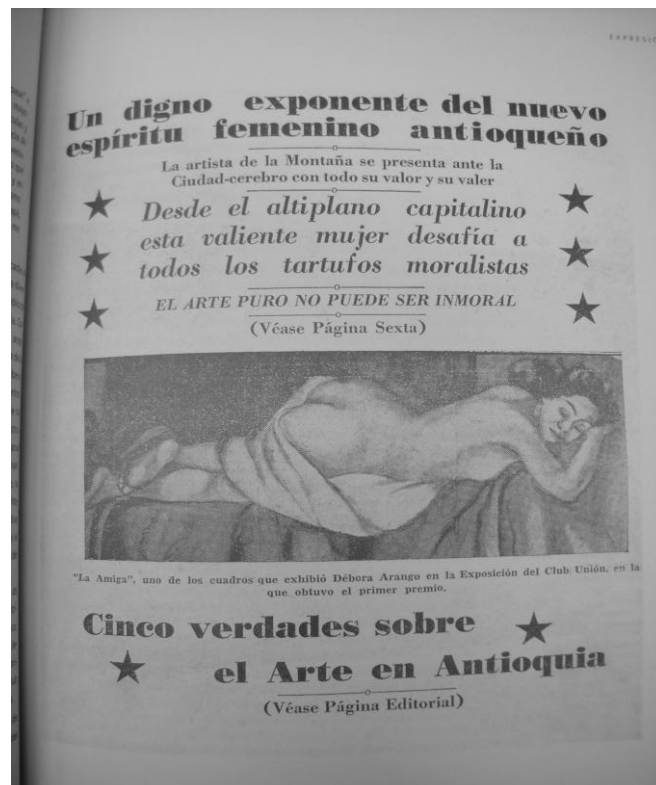 EXPRESIO
Un digno exponente del nuevo
espíritu femenino antioqueño
La artista de la Montaña se presenta ante la
Ciudad-cerebro con todo su valor y su valer
Desde el altiplano capitalino
esta valiente mujer desafía a
todos los tartufos moralistas
EL ARTE PURO NO PUEDE SER INMORAL
(Véase Página Sexta)
"La Amiga", uno de los cuadros que exhibió Débora Arango en la Exposición del Club Unión, en la
que obtuvo el primer premio.
Cinco verdades sobre
el Arte en Antioquia
(Véase Página Editorial)